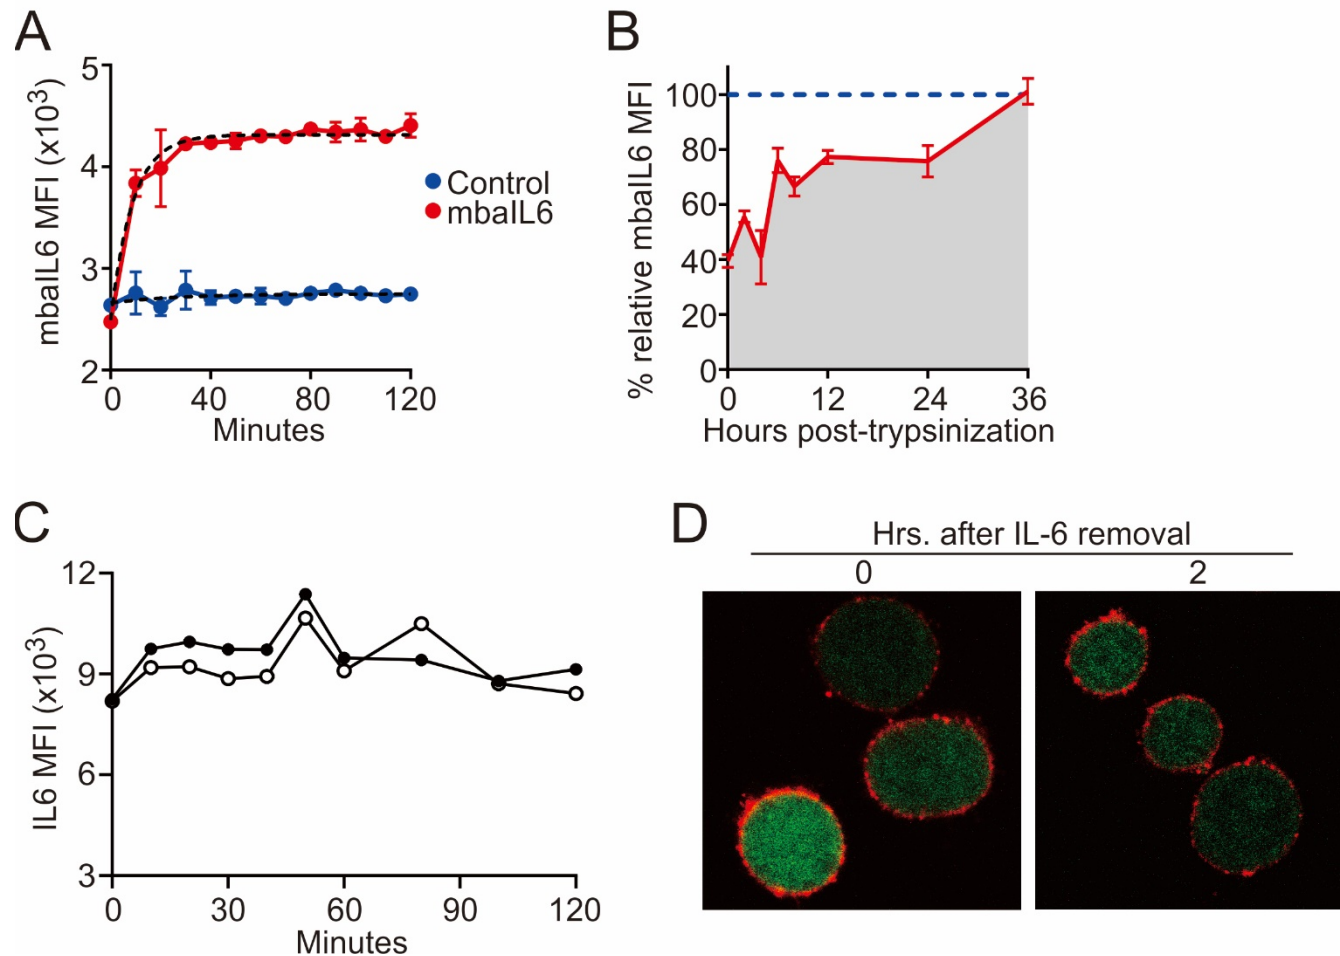 A
mbaIL6 MFI (x10³)
5
4
3
2
0 40 80 120
Minutes
Control
mbaIL6
B
% relative mbaIL6 MFI
100
80
60
40
20
0
0 12 24 36
Hours post-trypsinization
C
IL6 MFI (x10³)
12
9
6
3
0 30 60 90 120
Minutes
D
Hrs. after IL-6 removal
0 2